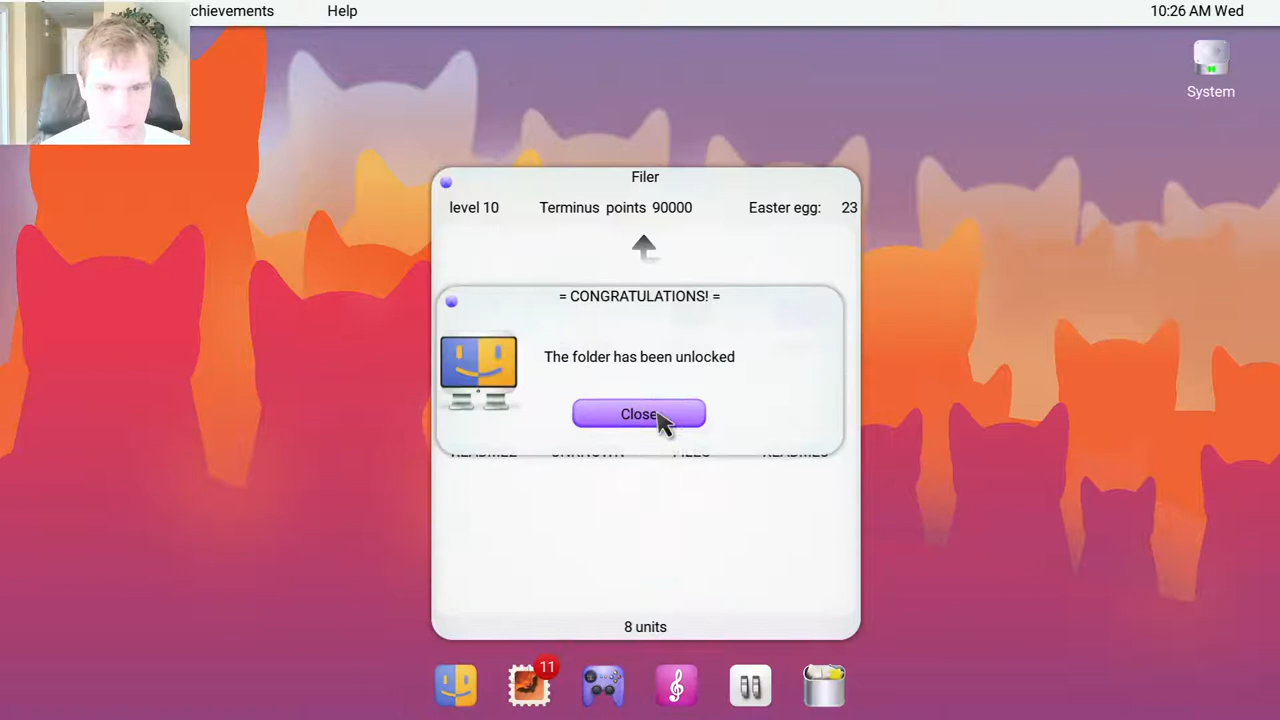 chievements Help 10:26 AM Wed
System
Filer
level 10 Terminus points 90000 Easter egg: 23
= CONGRATULATIONS! =
The folder has been unlocked
Close
8 units
11